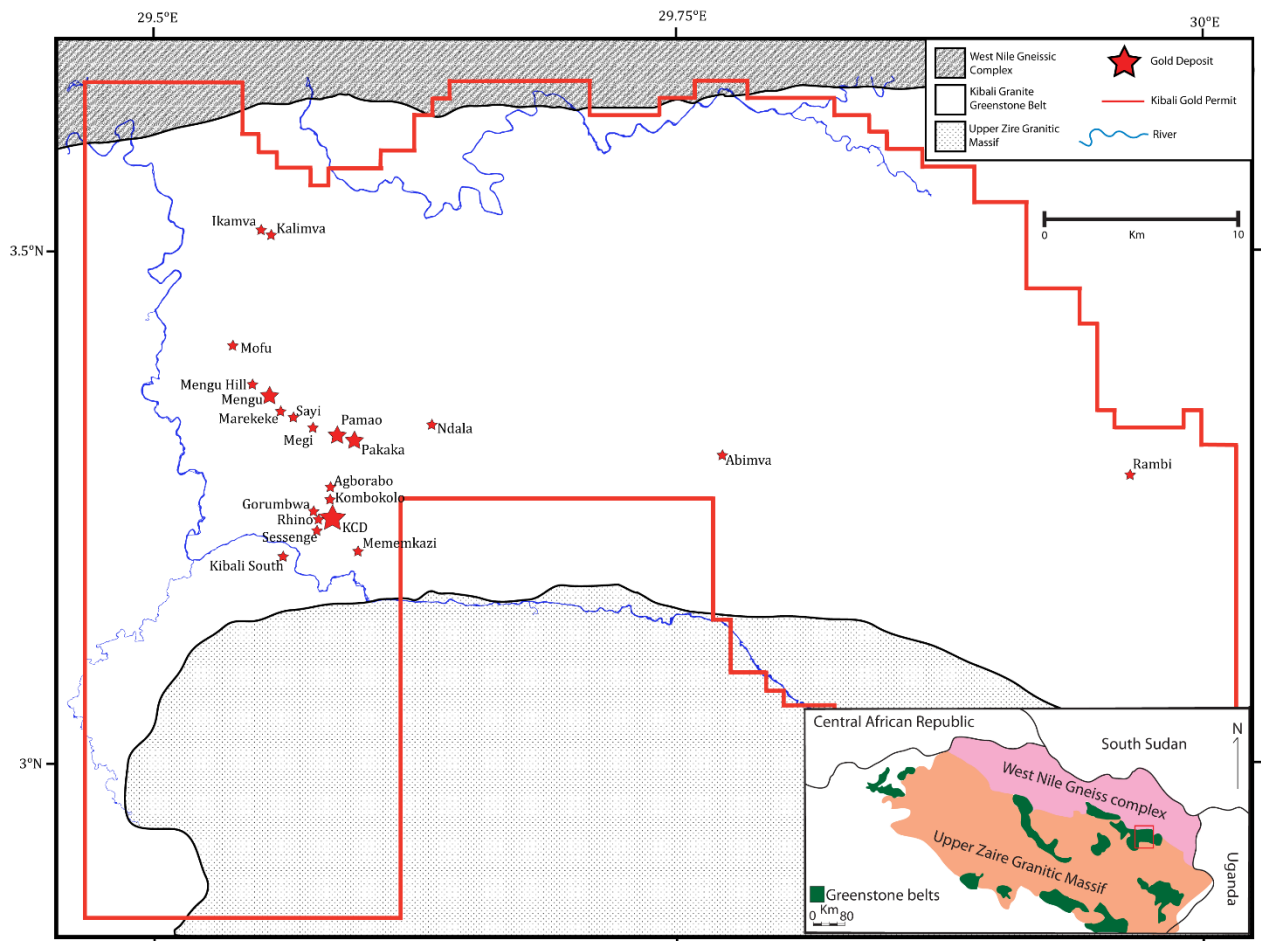 29.5°E
29.75°E
30°E
West Nile Gneissic
Complex
Gold Deposit
Kibali Granite
Greenstone Belt
Kibali Gold Permit
Upper Zire Granitic
Massif
River
0
Km
10
3.5°N
3°N
Ikamva
Kalimva
Mofu
Mengu Hill
Mengu
Marekeke
Sayi
Megi
Pamao
Pakaka
Ndala
Abimva
Rambi
Agborabo
Kombokolo
Gorumbwa
Rhino
KCD
Sessenge
Mememkazi
Kibali South
Central African Republic
South Sudan
N
West Nile Gneiss complex
Upper Zaire Granitic Massif
Uganda
Greenstone belts
0 Km 80